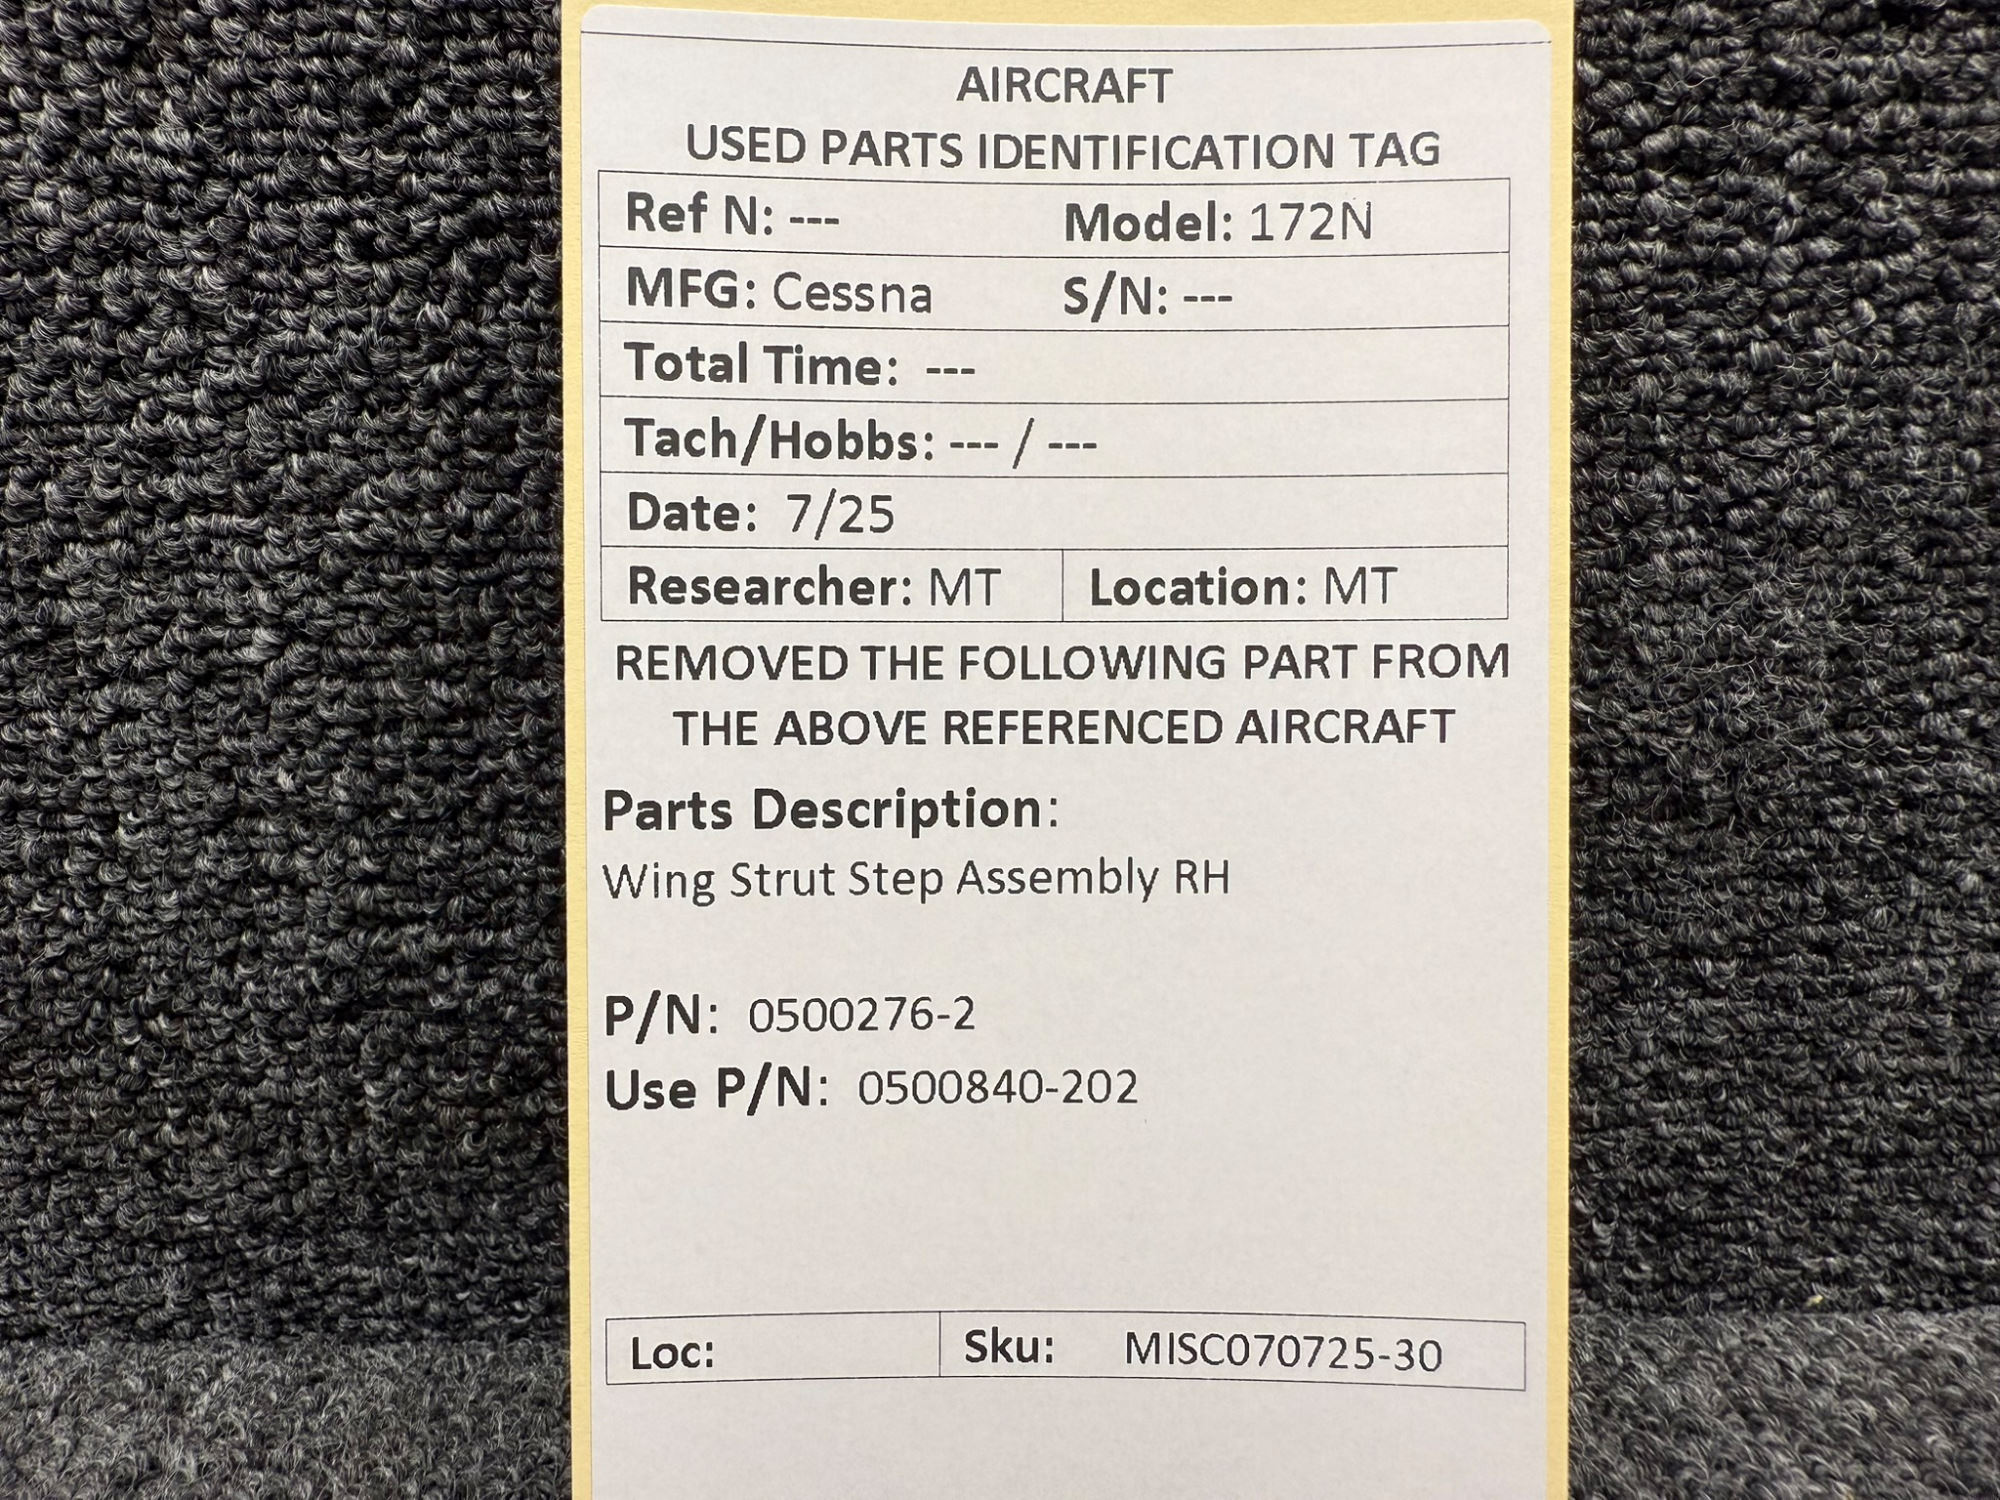 AIRCRAFT
USED PARTS IDENTIFICATION TAG
Ref N: --- Model: 172N
MFG: Cessna S/N: ---
Total Time: ---
Tach/Hobbs: --- / ---
Date: 7/25
Researcher: MT Location: MT
REMOVED THE FOLLOWING PART FROM
THE ABOVE REFERENCED AIRCRAFT
Parts Description:
Wing Strut Step Assembly RH
P/N: 0500276-2
Use P/N: 0500840-202
Loc: Sku: MISC070725-30